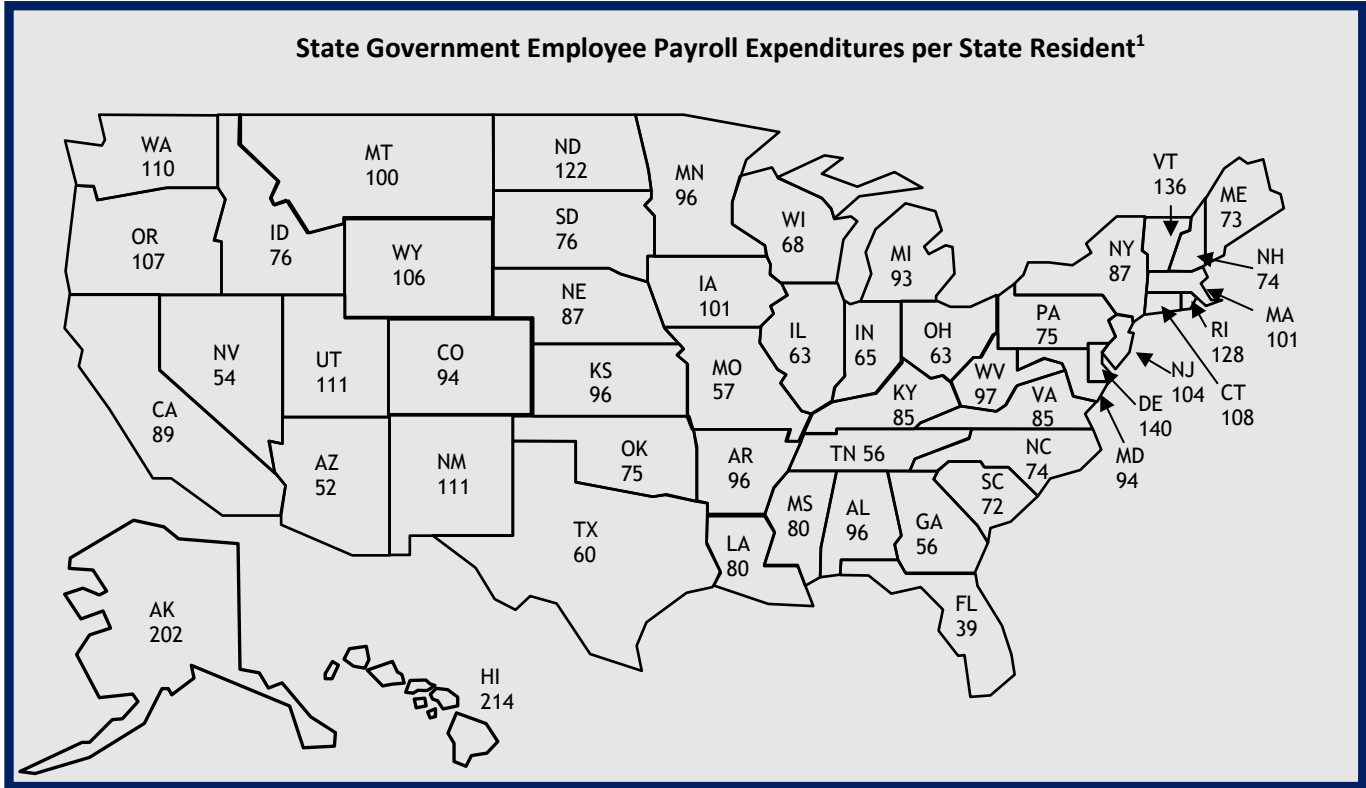 State Government Employee Payroll Expenditures per State Resident¹
WA
110
MT
100
ND
122
MN
96
VT
136
ME
73
OR
107
ID
76
WY
106
SD
76
WI
68
MI
93
NY
87
NH
74
MA
101
RI
128
CT
108
NJ
104
DE
140
MD
94
NV
54
UT
111
CO
94
NE
87
IA
101
IL
63
IN
65
OH
63
PA
75
WV
97
VA
85
KY
85
KS
96
MO
57
CA
89
AZ
52
NM
111
OK
75
AR
96
TN 56
NC
74
SC
72
MS
80
AL
96
GA
56
TX
60
LA
80
FL
39
AK
202
HI
214